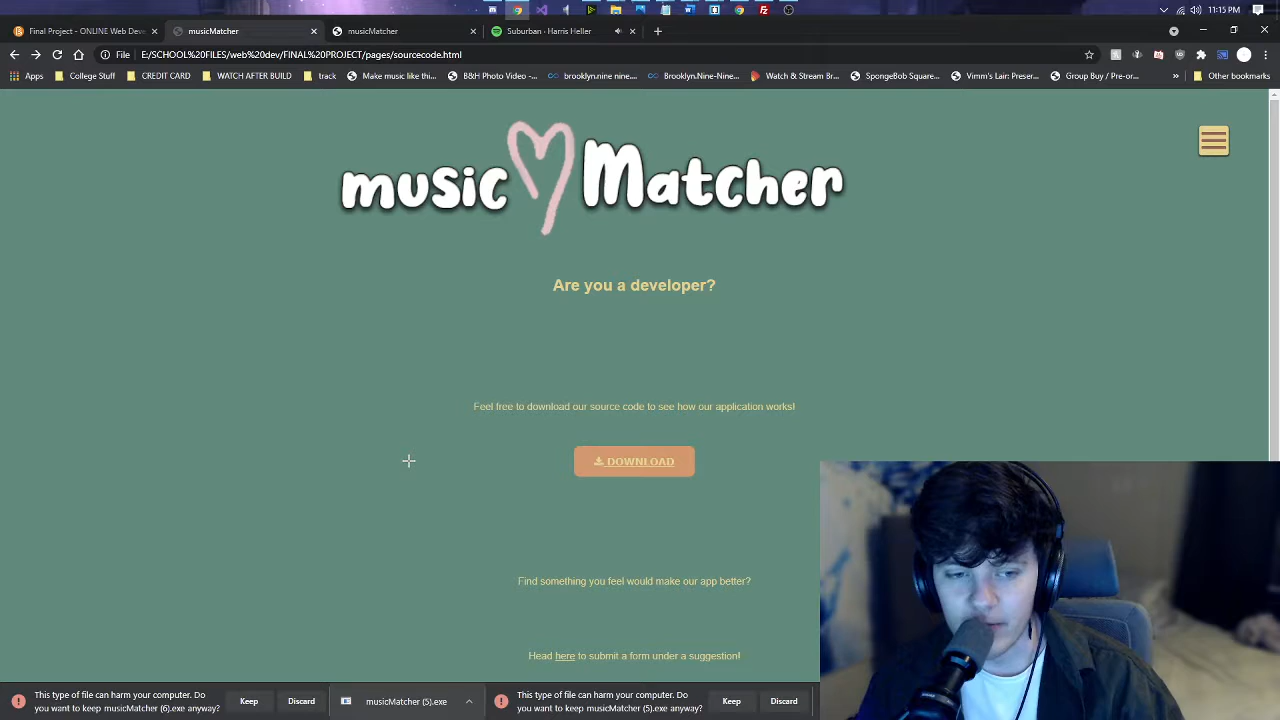 11:15 PM
Final Project - ONLINE Web Deve
musicMatcher
musicMatcher
Suburban · Harris Heller
File E:/SCHOOL FILES/web%20dev/FINAL%20PROJECT/pages/sourcecode.html
Apps College Stuff CREDIT CARD WATCH AFTER BUILD track Make music like thi... B&H Photo Video -... brooklyn.nine nine... Brooklyn.Nine-Nine... Watch & Stream Br... SpongeBob Square... Vimm's Lair: Preser... Group Buy / Pre-or... » Other bookmarks
music Matcher
Are you a developer?
Feel free to download our source code to see how our application works!
DOWNLOAD
Find something you feel would make our app better?
Head here to submit a form under a suggestion!
This type of file can harm your computer. Do
you want to keep musicMatcher (6).exe anyway?
Keep
Discard
musicMatcher (5).exe
This type of file can harm your computer. Do
you want to keep musicMatcher (5).exe anyway?
Keep
Discard